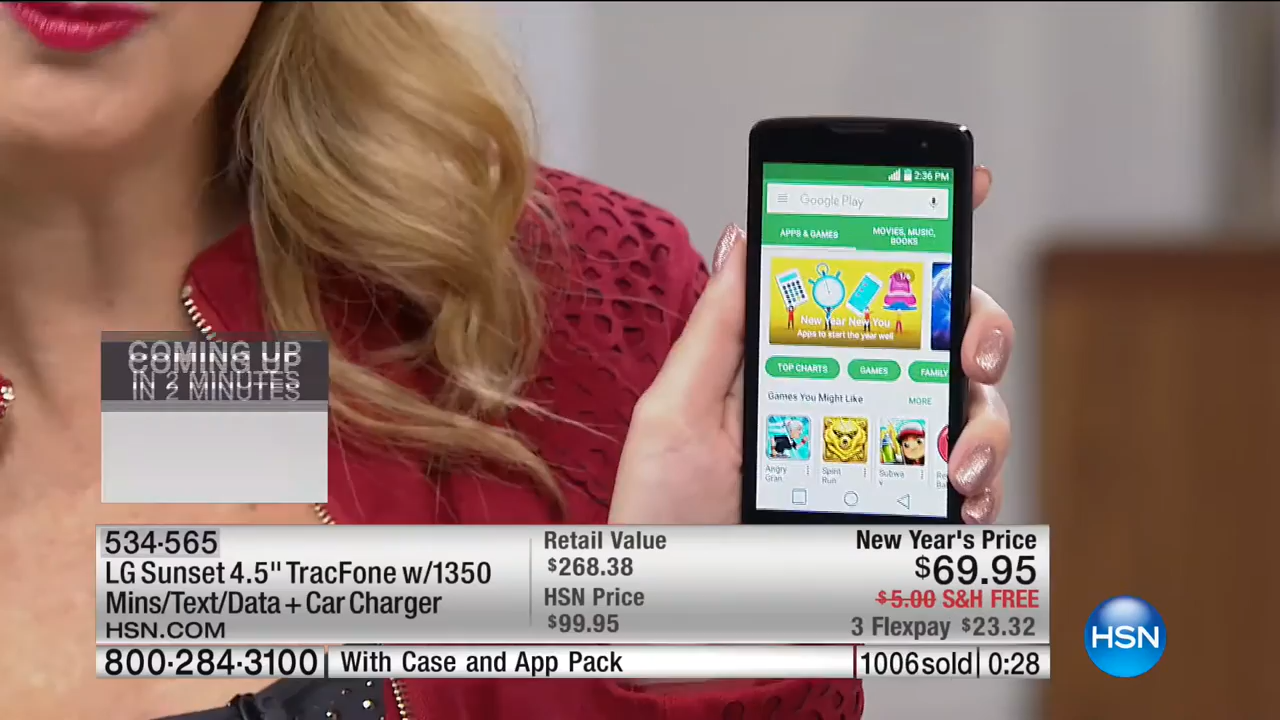 2:36 PM
Google Play
APPS & GAMES
MOVIES, MUSIC,
BOOKS
New Year New You
Apps to start the year well
TOP CHARTS
GAMES
FAMILY
Games You Might Like
MORE
Angry
Gran
Spirit
Run
Subwa
y
COMING UP
IN 2 MINUTES
534-565
LG Sunset 4.5" TracFone w/1350
Mins/Text/Data + Car Charger
HSN.COM
Retail Value
$268.38
HSN Price
$99.95
New Year's Price
$69.95
$5.00 S&H FREE
3 Flexpay $23.32
HSN
800-284-3100
With Case and App Pack
1006sold
0:28